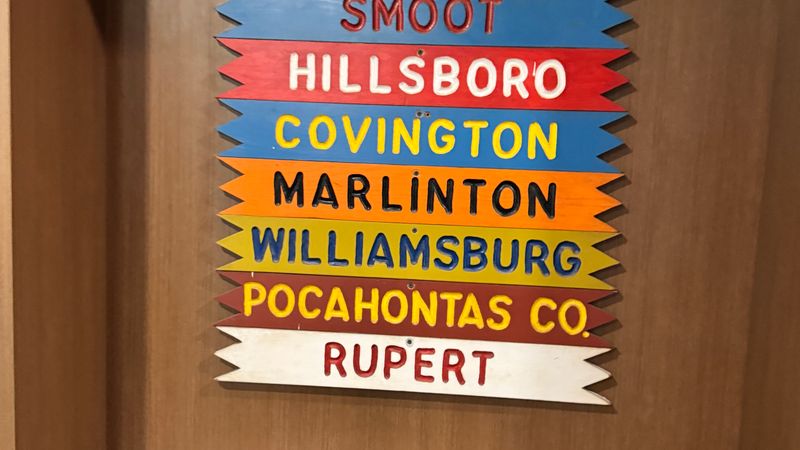 SMOOT
HILLSBORO
COVINGTON
MARLINTON
WILLIAMSBURG
POCAHONTAS CO.
RUPERT